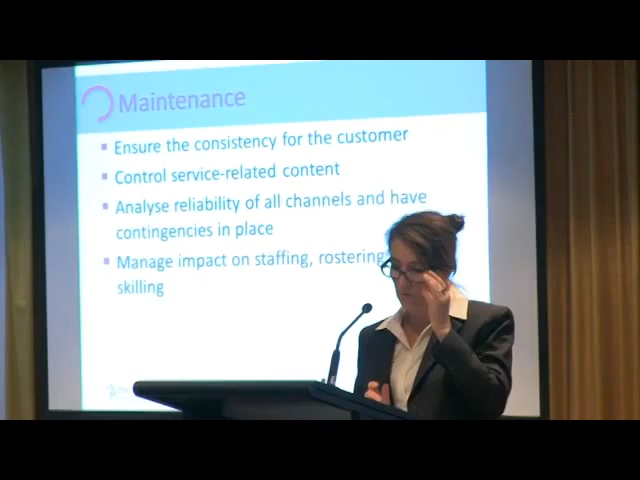 Maintenance
Ensure the consistency for the customer
Control service-related content
Analyse reliability of all channels and have
contingencies in place
Manage impact on staffing, rostering
skilling